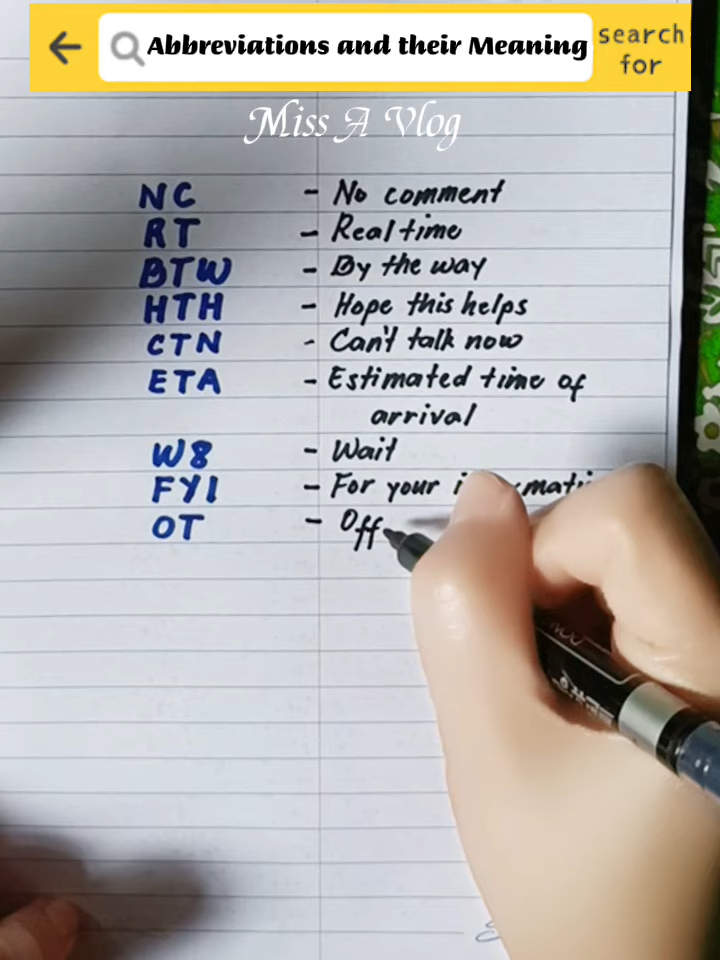 Abbreviations and their Meaning
search
for
Miss A Vlog
NC - No comment
RT - Real time
BTW - By the way
HTH - Hope this helps
CTN - Can't talk now
ETA - Estimated time of
arrival
W8 - Wait
FYI - For your
OT - Off